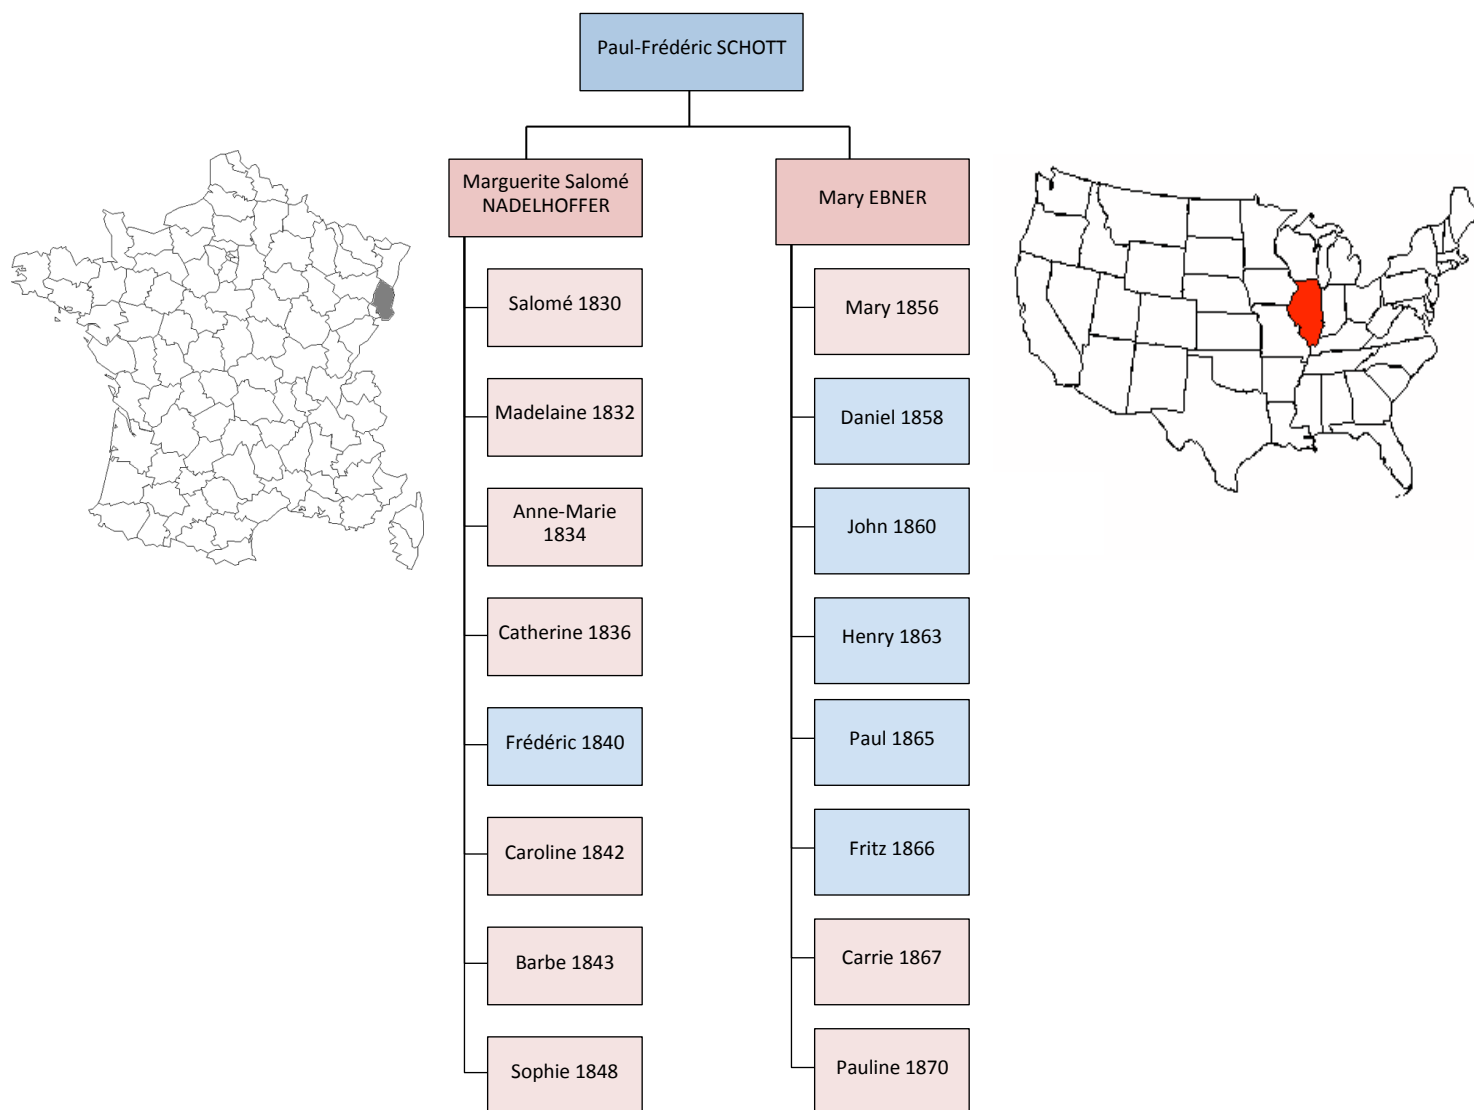 Paul-Frédéric SCHOTT
Marguerite Salomé
NADELHOFFER
Salomé 1830
Madelaine 1832
Anne-Marie
1834
Catherine 1836
Frédéric 1840
Caroline 1842
Barbe 1843
Sophie 1848
Mary EBNER
Mary 1856
Daniel 1858
John 1860
Henry 1863
Paul 1865
Fritz 1866
Carrie 1867
Pauline 1870